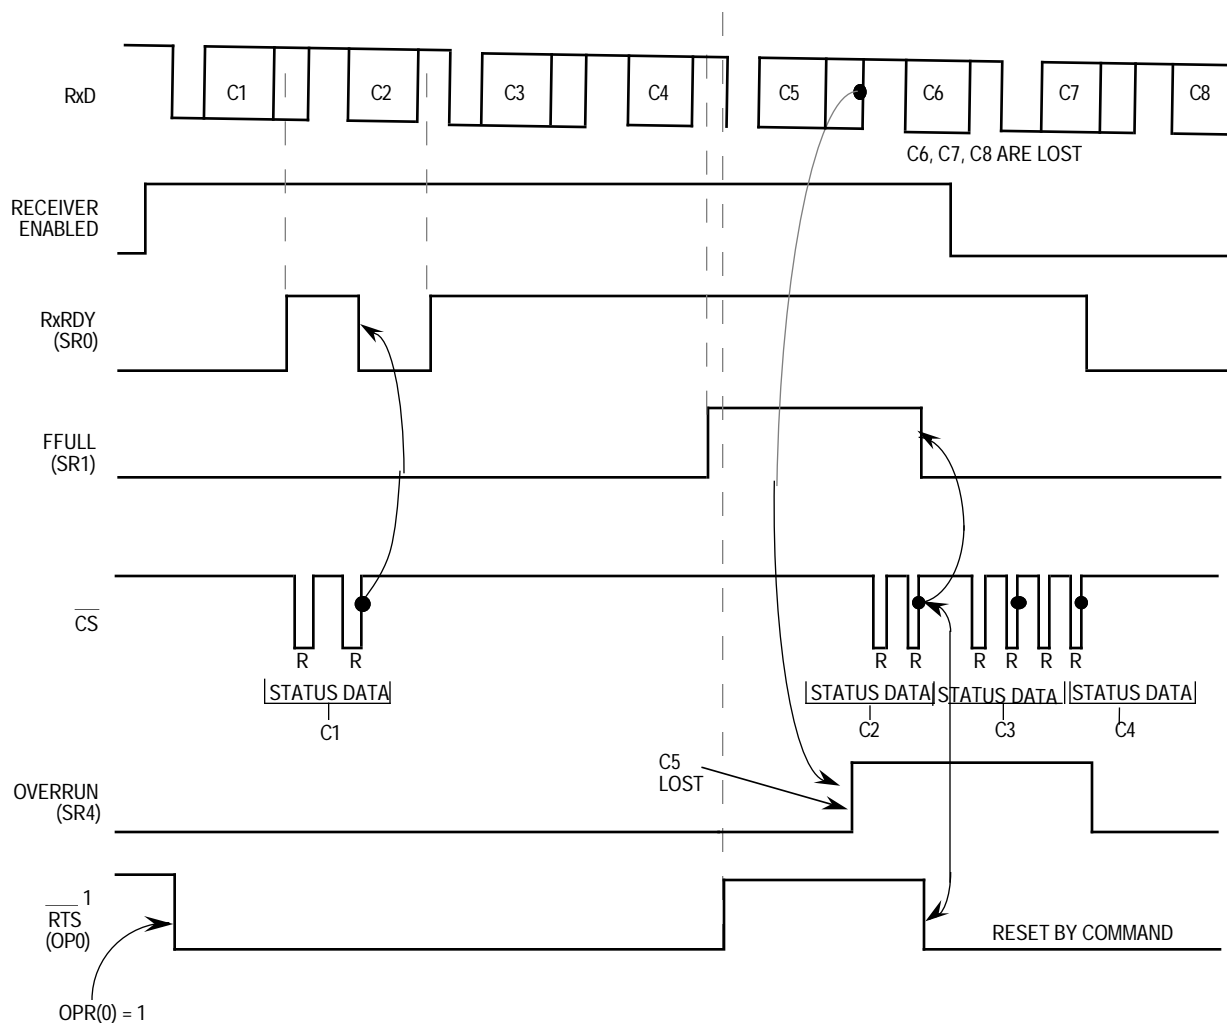 RxD
C1
C2
C3
C4
C5
C6
C7
C8
C6, C7, C8 ARE LOST
RECEIVER
ENABLED
RxRDY
(SR0)
FFULL
(SR1)
CS
R
R
R
R
R
R
R
R
STATUS DATA
STATUS DATA
STATUS DATA
STATUS DATA
C1
C2
C3
C4
C5
LOST
OVERRUN
(SR4)
RTS 1
(OP0)
RESET BY COMMAND
OPR(0) = 1